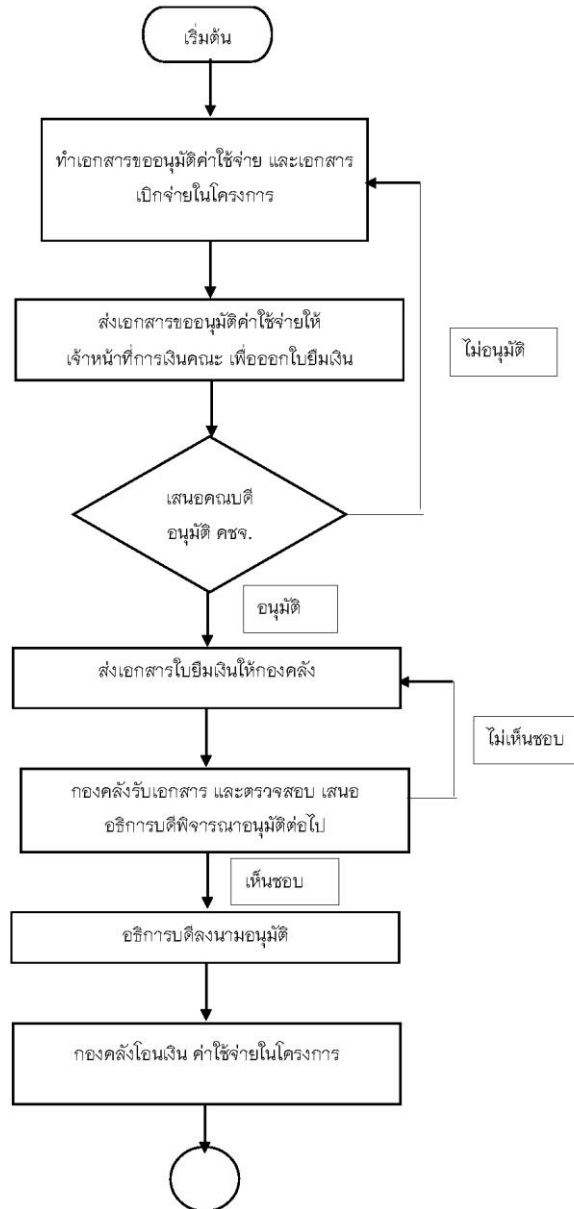 เริ่มต้น
ทำเอกสารขออนุมัติค่าใช้จ่าย และเอกสาร
เบิกจ่ายในโครงการ
ส่งเอกสารขออนุมัติค่าใช้จ่ายให้
เจ้าหน้าที่การเงินคณะ เพื่อออกใบยืมเงิน
ไม่อนุมัติ
เสนอคณบดี
อนุมัติ คชจ.
อนุมัติ
ส่งเอกสารใบยืมเงินให้กองคลัง
ไม่เห็นชอบ
กองคลังรับเอกสาร และตรวจสอบ เสนอ
อธิการบดีพิจารณาอนุมัติต่อไป
เห็นชอบ
อธิการบดีลงนามอนุมัติ
กองคลังโอนเงิน ค่าใช้จ่ายในโครงการ